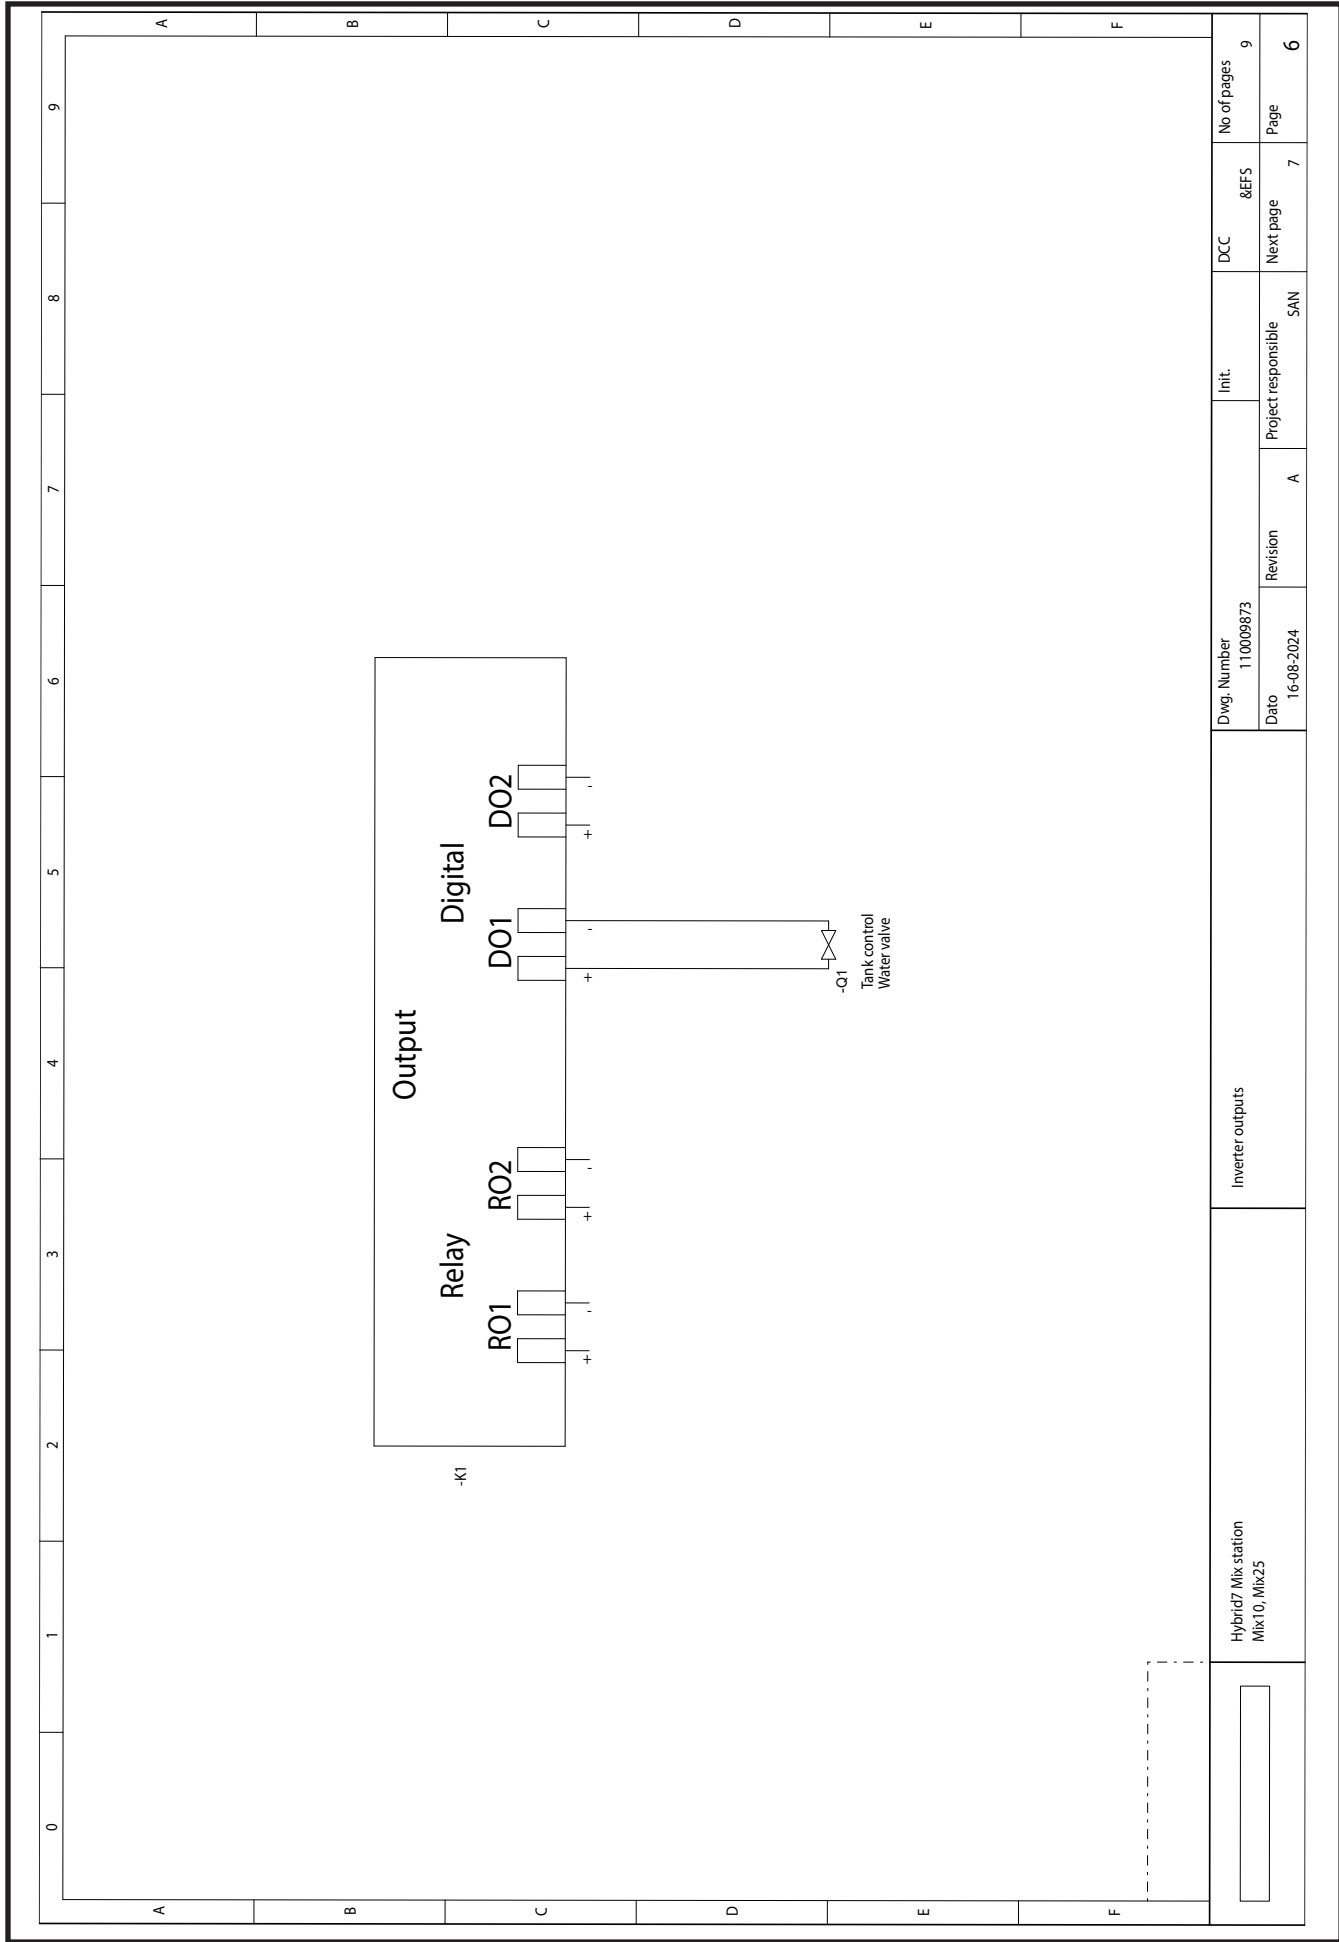 0 1 2 3 4 5 6 7 8 9
A A
B B
C C
D D
E E
F F
-K1
Output
Relay Digital
RO1 RO2 DO1 DO2
+ - + - + - + -
-Q1
Tank control
Water valve
Hybrid7 Mix station
Mix10, Mix25
Inverter outputs
Dwg. Number
110009873
Init.
DCC
&EFS
No of pages
9
Dato
16-08-2024
Revision
A
Project responsible
SAN
Next page
7
Page
6